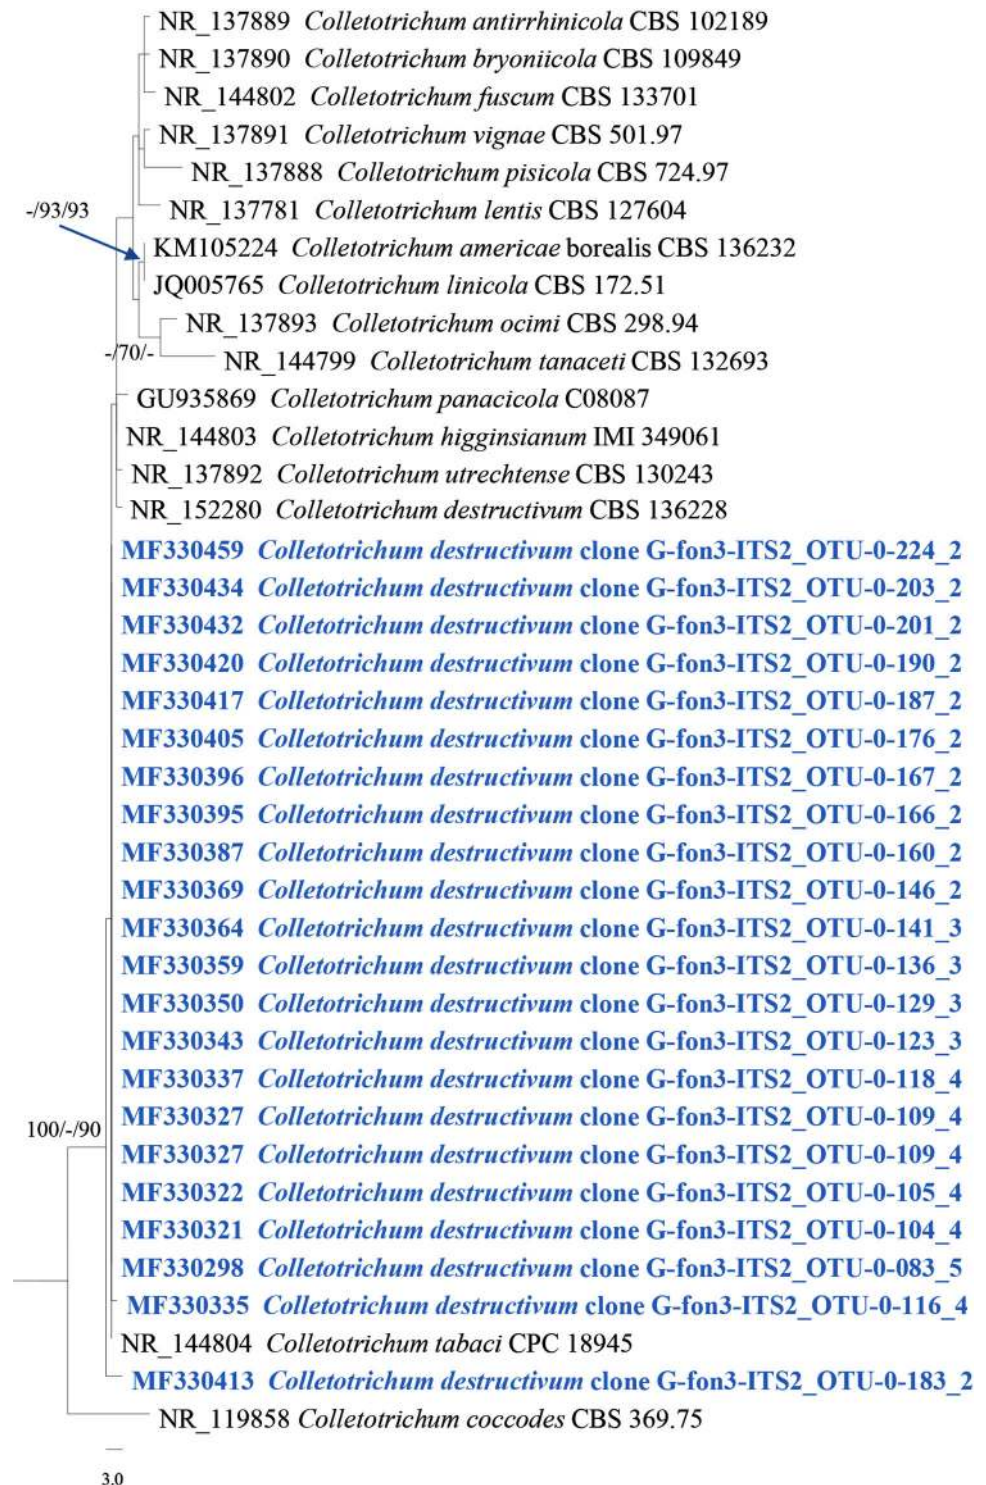 NR_137889 Colletotrichum antirrhinicola CBS 102189
NR_137890 Colletotrichum bryoniicola CBS 109849
NR_144802 Colletotrichum fuscum CBS 133701
NR_137891 Colletotrichum vignae CBS 501.97
NR_137888 Colletotrichum pisicola CBS 724.97
-/93/93
NR_137781 Colletotrichum lentis CBS 127604
KM105224 Colletotrichum americae borealis CBS 136232
JQ005765 Colletotrichum linicola CBS 172.51
NR_137893 Colletotrichum ocimi CBS 298.94
-/70/-
NR_144799 Colletotrichum tanaceti CBS 132693
GU935869 Colletotrichum panacicola C08087
NR_144803 Colletotrichum higginsianum IMI 349061
NR_137892 Colletotrichum utrechtense CBS 130243
NR_152280 Colletotrichum destructivum CBS 136228
MF330459 Colletotrichum destructivum clone G-fon3-ITS2_OTU-0-224_2
MF330434 Colletotrichum destructivum clone G-fon3-ITS2_OTU-0-203_2
MF330432 Colletotrichum destructivum clone G-fon3-ITS2_OTU-0-201_2
MF330420 Colletotrichum destructivum clone G-fon3-ITS2_OTU-0-190_2
MF330417 Colletotrichum destructivum clone G-fon3-ITS2_OTU-0-187_2
MF330405 Colletotrichum destructivum clone G-fon3-ITS2_OTU-0-176_2
MF330396 Colletotrichum destructivum clone G-fon3-ITS2_OTU-0-167_2
MF330395 Colletotrichum destructivum clone G-fon3-ITS2_OTU-0-166_2
MF330387 Colletotrichum destructivum clone G-fon3-ITS2_OTU-0-160_2
MF330369 Colletotrichum destructivum clone G-fon3-ITS2_OTU-0-146_2
MF330364 Colletotrichum destructivum clone G-fon3-ITS2_OTU-0-141_3
MF330359 Colletotrichum destructivum clone G-fon3-ITS2_OTU-0-136_3
MF330350 Colletotrichum destructivum clone G-fon3-ITS2_OTU-0-129_3
MF330343 Colletotrichum destructivum clone G-fon3-ITS2_OTU-0-123_3
MF330337 Colletotrichum destructivum clone G-fon3-ITS2_OTU-0-118_4
100/-/90
MF330327 Colletotrichum destructivum clone G-fon3-ITS2_OTU-0-109_4
MF330327 Colletotrichum destructivum clone G-fon3-ITS2_OTU-0-109_4
MF330322 Colletotrichum destructivum clone G-fon3-ITS2_OTU-0-105_4
MF330321 Colletotrichum destructivum clone G-fon3-ITS2_OTU-0-104_4
MF330298 Colletotrichum destructivum clone G-fon3-ITS2_OTU-0-083_5
MF330335 Colletotrichum destructivum clone G-fon3-ITS2_OTU-0-116_4
NR_144804 Colletotrichum tabaci CPC 18945
MF330413 Colletotrichum destructivum clone G-fon3-ITS2_OTU-0-183_2
NR_119858 Colletotrichum coccodes CBS 369.75
3.0